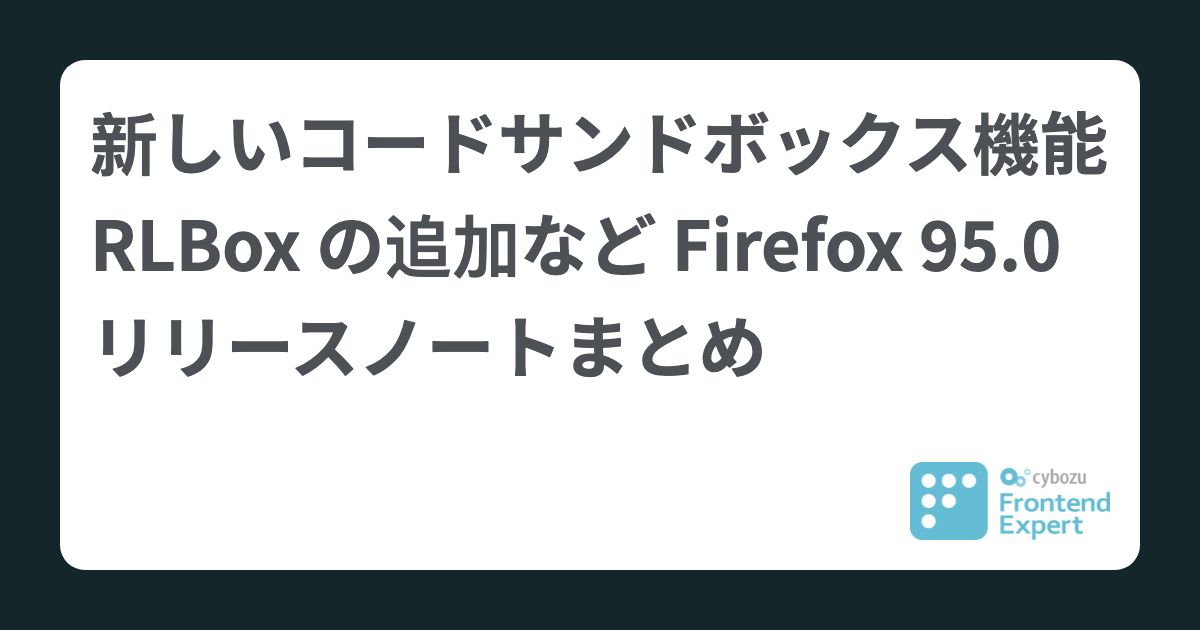 新しいコードサンドボックス機能
RLBox の追加など Firefox 95.0
リリースノートまとめ
cybozu
Frontend
Expert